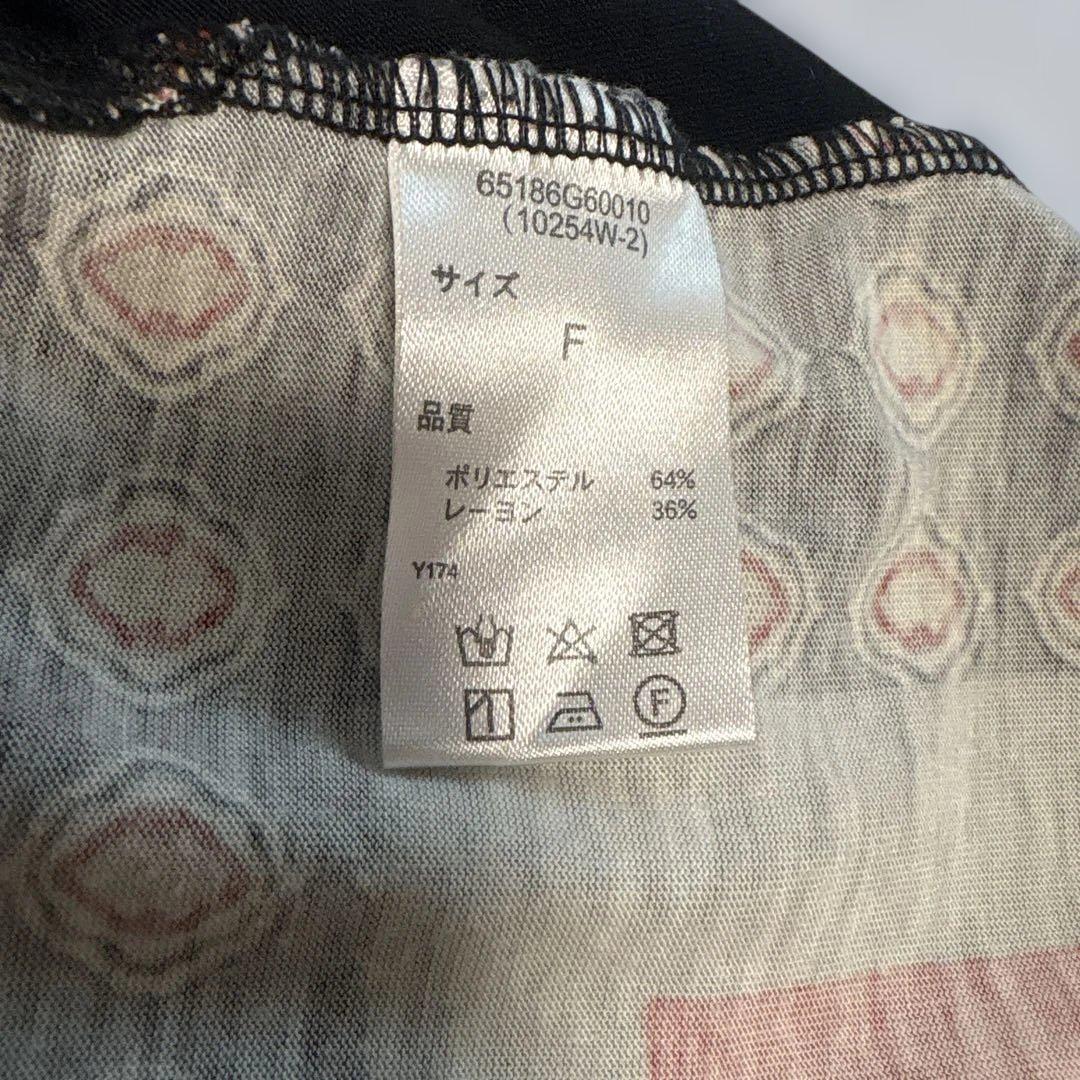 65186G60010
(10254W-2)
サイズ
F
品質
ポリエステル 64%
レーヨン 36%
Y174
F